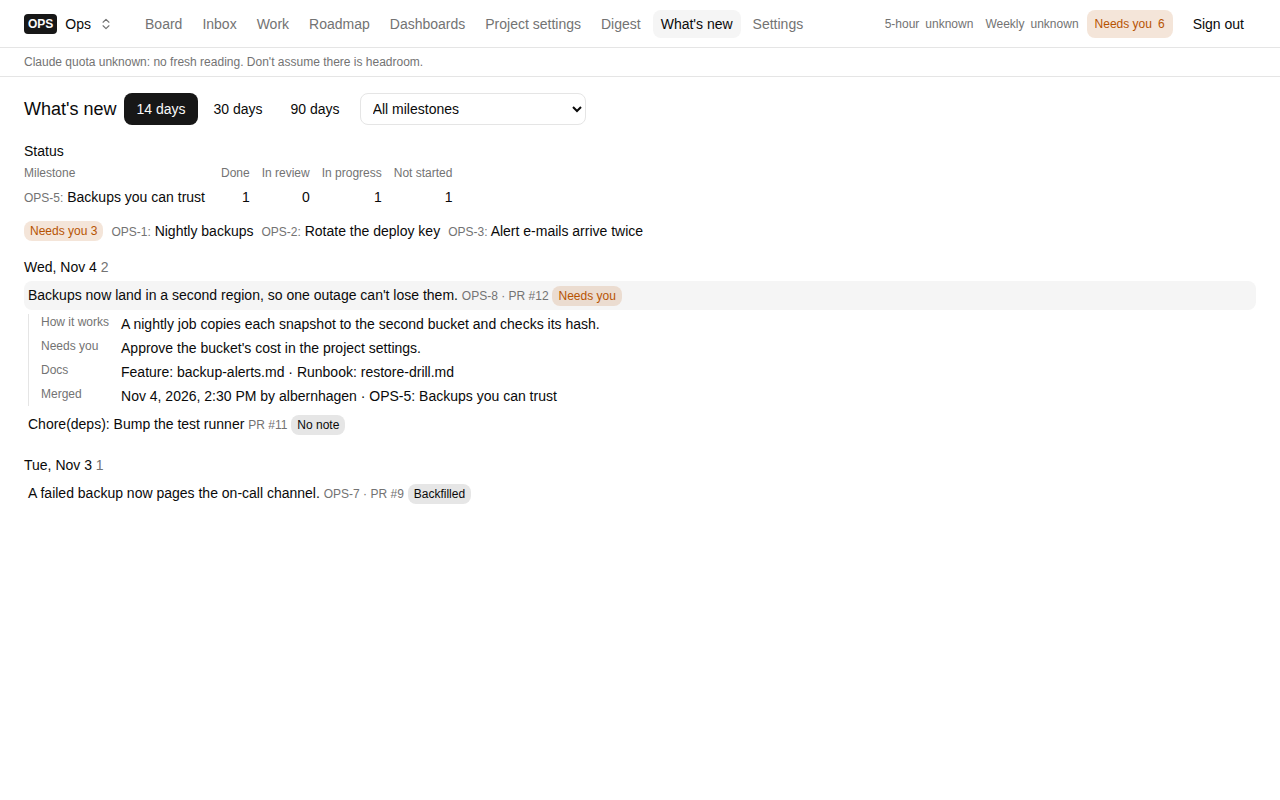 OPS Ops Board Inbox Work Roadmap Dashboards Project settings Digest What's new Settings 5-hour unknown Weekly unknown Needs you 6 Sign out
Claude quota unknown: no fresh reading. Don't assume there is headroom.
What's new 14 days 30 days 90 days All milestones
Status
Milestone Done In review In progress Not started
OPS-5: Backups you can trust 1 0 1 1
Needs you 3 OPS-1: Nightly backups OPS-2: Rotate the deploy key OPS-3: Alert e-mails arrive twice
Wed, Nov 4 2
Backups now land in a second region, so one outage can't lose them. OPS-8 · PR #12 Needs you
How it works A nightly job copies each snapshot to the second bucket and checks its hash.
Needs you Approve the bucket's cost in the project settings.
Docs Feature: backup-alerts.md · Runbook: restore-drill.md
Merged Nov 4, 2026, 2:30 PM by albernhagen · OPS-5: Backups you can trust
Chore(deps): Bump the test runner PR #11 No note
Tue, Nov 3 1
A failed backup now pages the on-call channel. OPS-7 · PR #9 Backfilled